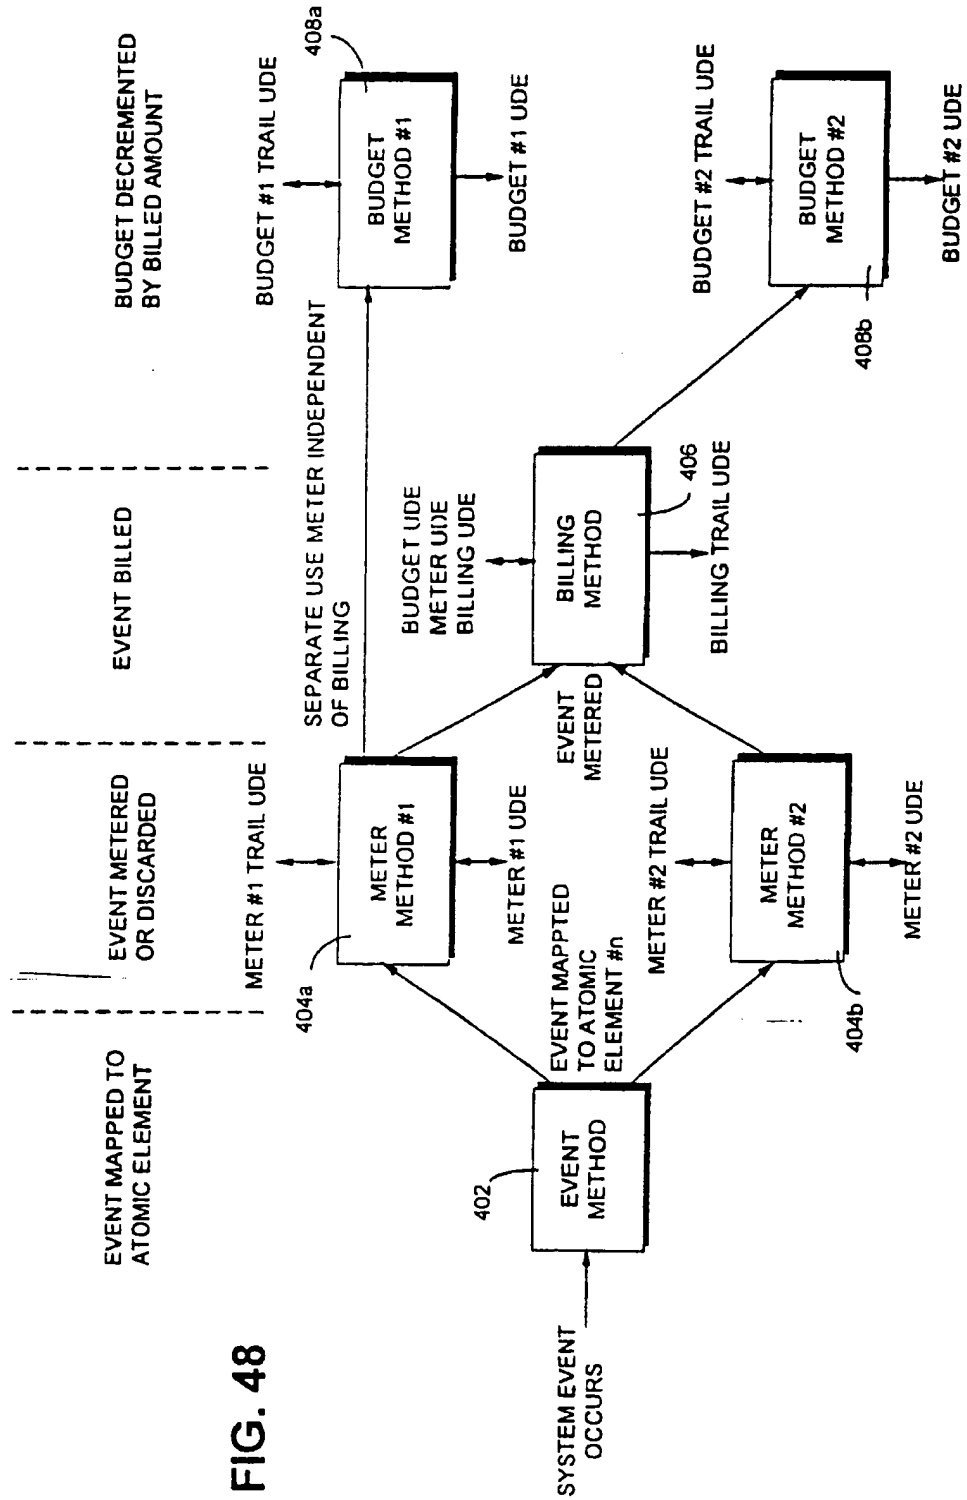 FIG. 48
EVENT MAPPED TO
ATOMIC ELEMENT
EVENT METERED
OR DISCARDED
EVENT BILLED
BUDGET DECREMENTED
BY BILLED AMOUNT
SYSTEM EVENT
OCCURS
402
EVENT
METHOD
EVENT MAPPTED
TO ATOMIC
ELEMENT #n
METER #1 TRAIL UDE
404a
METER
METHOD #1
METER #1 UDE
METER #2 TRAIL UDE
METER
METHOD #2
404b
METER #2 UDE
SEPARATE USE METER INDEPENDENT
OF BILLING
EVENT
METERED
BUDGET UDE
METER UDE
BILLING UDE
BILLING
METHOD
406
BILLING TRAIL UDE
BUDGET #1 TRAIL UDE
408a
BUDGET
METHOD #1
BUDGET #1 UDE
BUDGET #2 TRAIL UDE
BUDGET
METHOD #2
408b
BUDGET #2 UDE